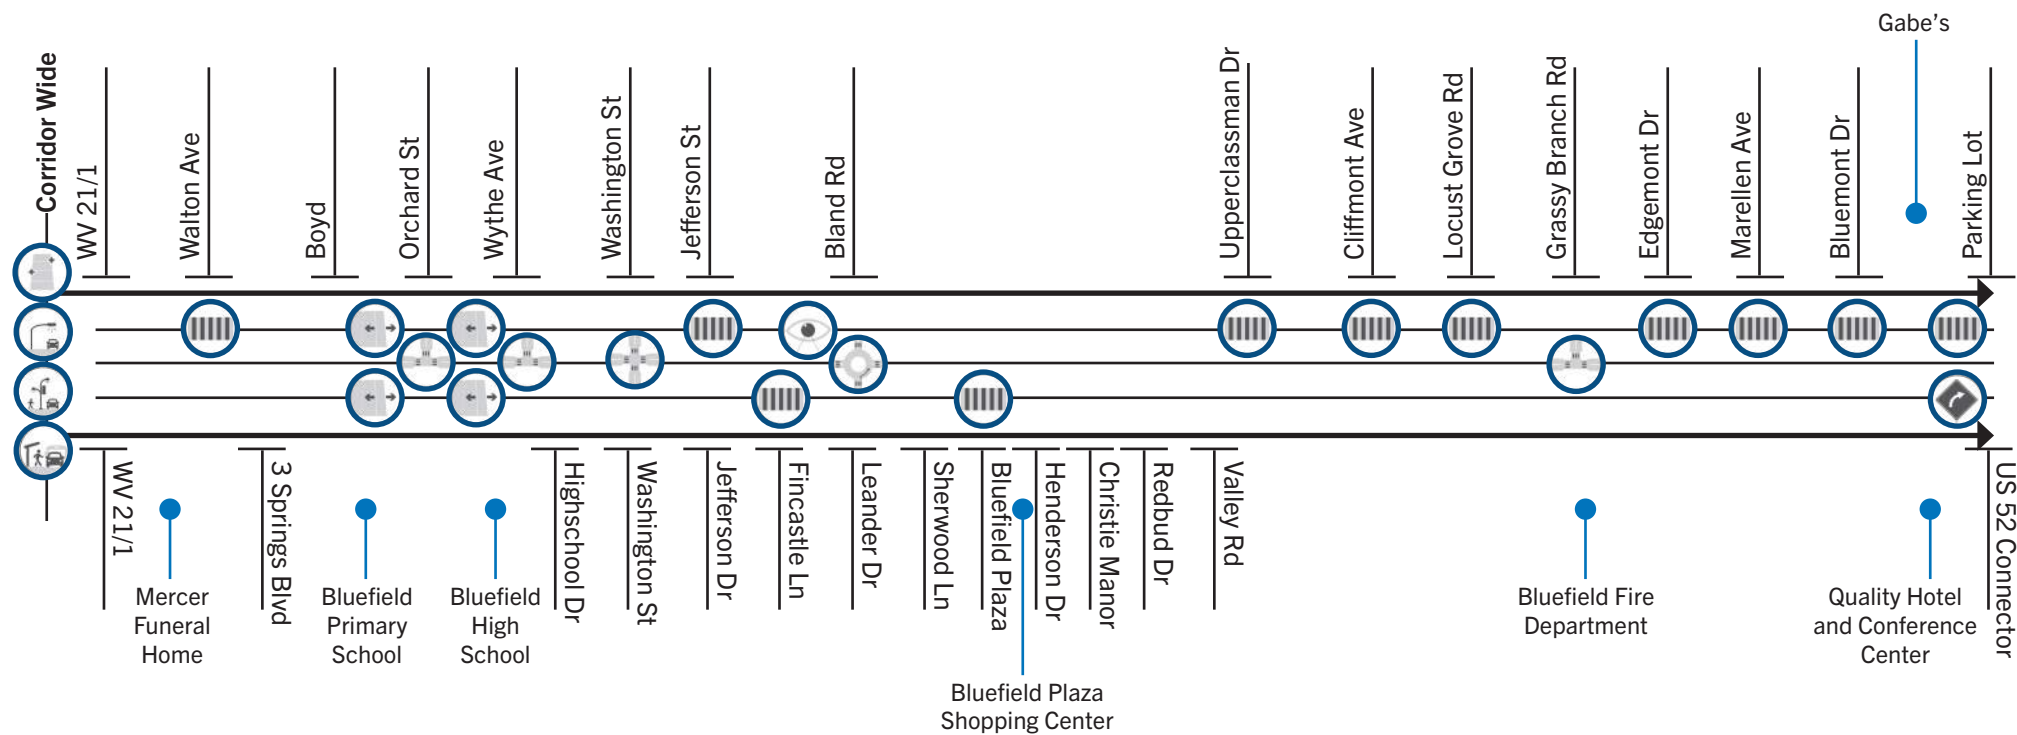 Gabe’s
Corridor Wide
WV 21/1
Walton Ave
Boyd
Orchard St
Wythe Ave
Washington St
Jefferson St
Bland Rd
Upperclassman Dr
Cliffmont Ave
Locust Grove Rd
Grassy Branch Rd
Edgemont Dr
Marellen Ave
Bluemont Dr
Parking Lot
WV 21/1
3 Springs Blvd
Highschool Dr
Washington St
Jefferson Dr
Fincastle Ln
Leander Dr
Sherwood Ln
Bluefield Plaza
Henderson Dr
Christie Manor
Redbud Dr
Valley Rd
US 52 Connector
Mercer
Funeral
Home
Bluefield
Primary
School
Bluefield
High
School
Bluefield Plaza
Shopping Center
Bluefield Fire
Department
Quality Hotel
and Conference
Center